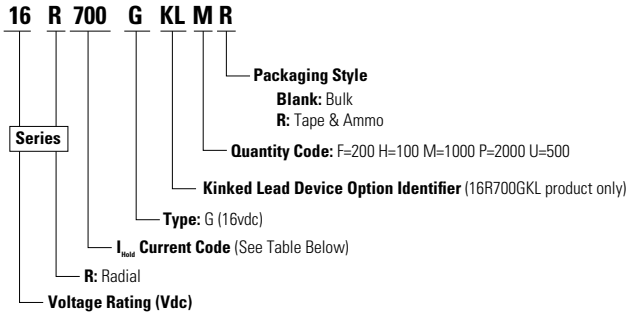 16 R 700 G KL M R
Packaging Style
Blank: Bulk
R: Tape & Ammo
Series
Quantity Code: F=200 H=100 M=1000 P=2000 U=500
Kinked Lead Device Option Identifier (16R700GKL product only)
Type: G (16vdc)
IHold Current Code (See Table Below)
R: Radial
Voltage Rating (Vdc)